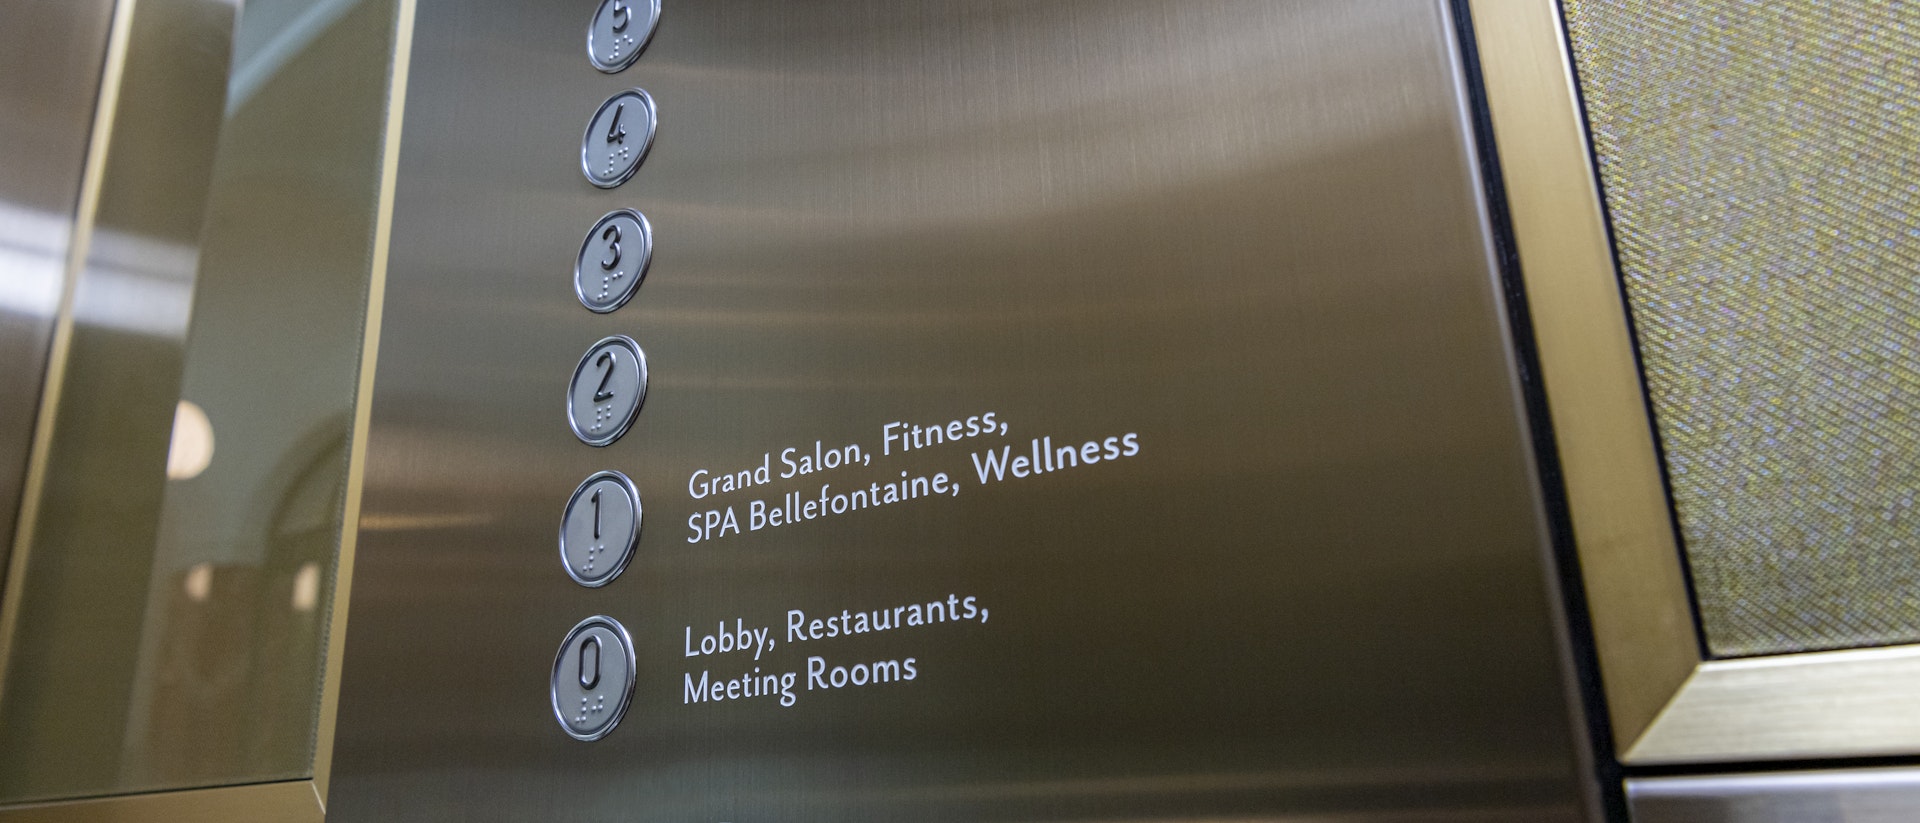 5
4
3
2
1
Grand Salon, Fitness,
SPA Bellefontaine, Wellness
0
Lobby, Restaurants,
Meeting Rooms